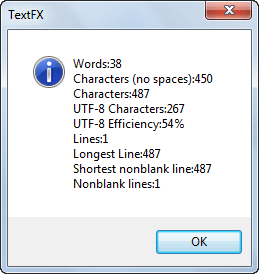 TextFX
Words:38
Characters (no spaces):450
Characters:487
UTF-8 Characters:267
UTF-8 Efficiency:54%
Lines:1
Longest Line:487
Shortest nonblank line:487
Nonblank lines:1
OK